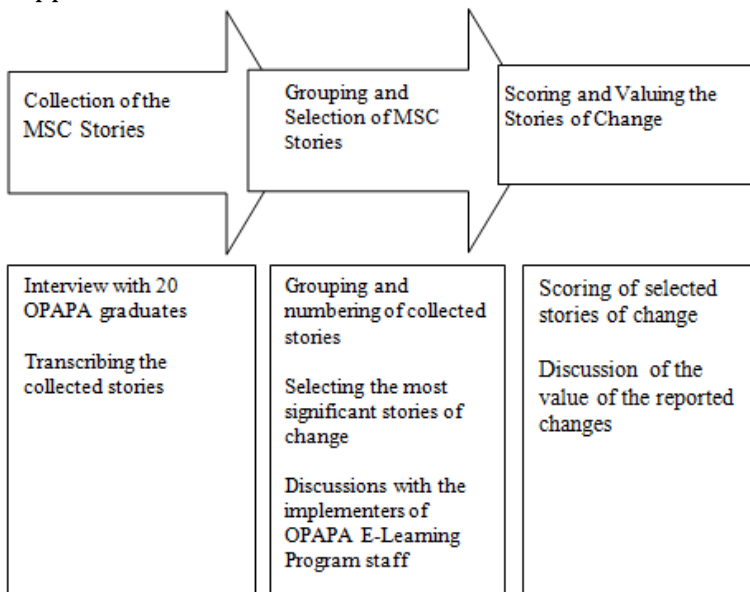 Collection of the
MSC Stories
Grouping and
Selection of MSC
Stories
Scoring and Valuing the
Stories of Change
Interview with 20
OPAPA graduates
Transcribing the
collected stories
Grouping and
numbering of collected
stories
Selecting the most
significant stories of
change
Discussions with the
implementers of
OPAPA E-Learning
Program staff
Scoring of selected
stories of change
Discussion of the
value of the reported
changes